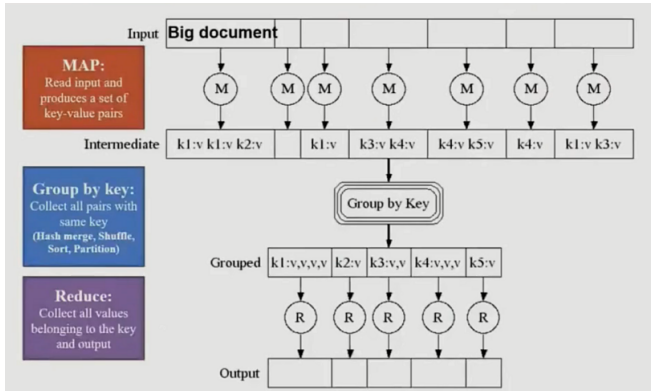 Input Big document
MAP:
Read input and
produces a set of
key-value pairs
M M M M M M M
Intermediate k1:v k1:v k2:v k1:v k3:v k4:v k4:v k5:v k4:v k1:v k3:v
Group by key:
Collect all pairs with
same key
(Hash merge, Shuffle,
Sort, Partition)
Group by Key
Grouped k1:v,v,v,v k2:v k3:v,v k4:v,v,v k5:v
Reduce:
Collect all values
belonging to the key
and output
R R R R R
Output